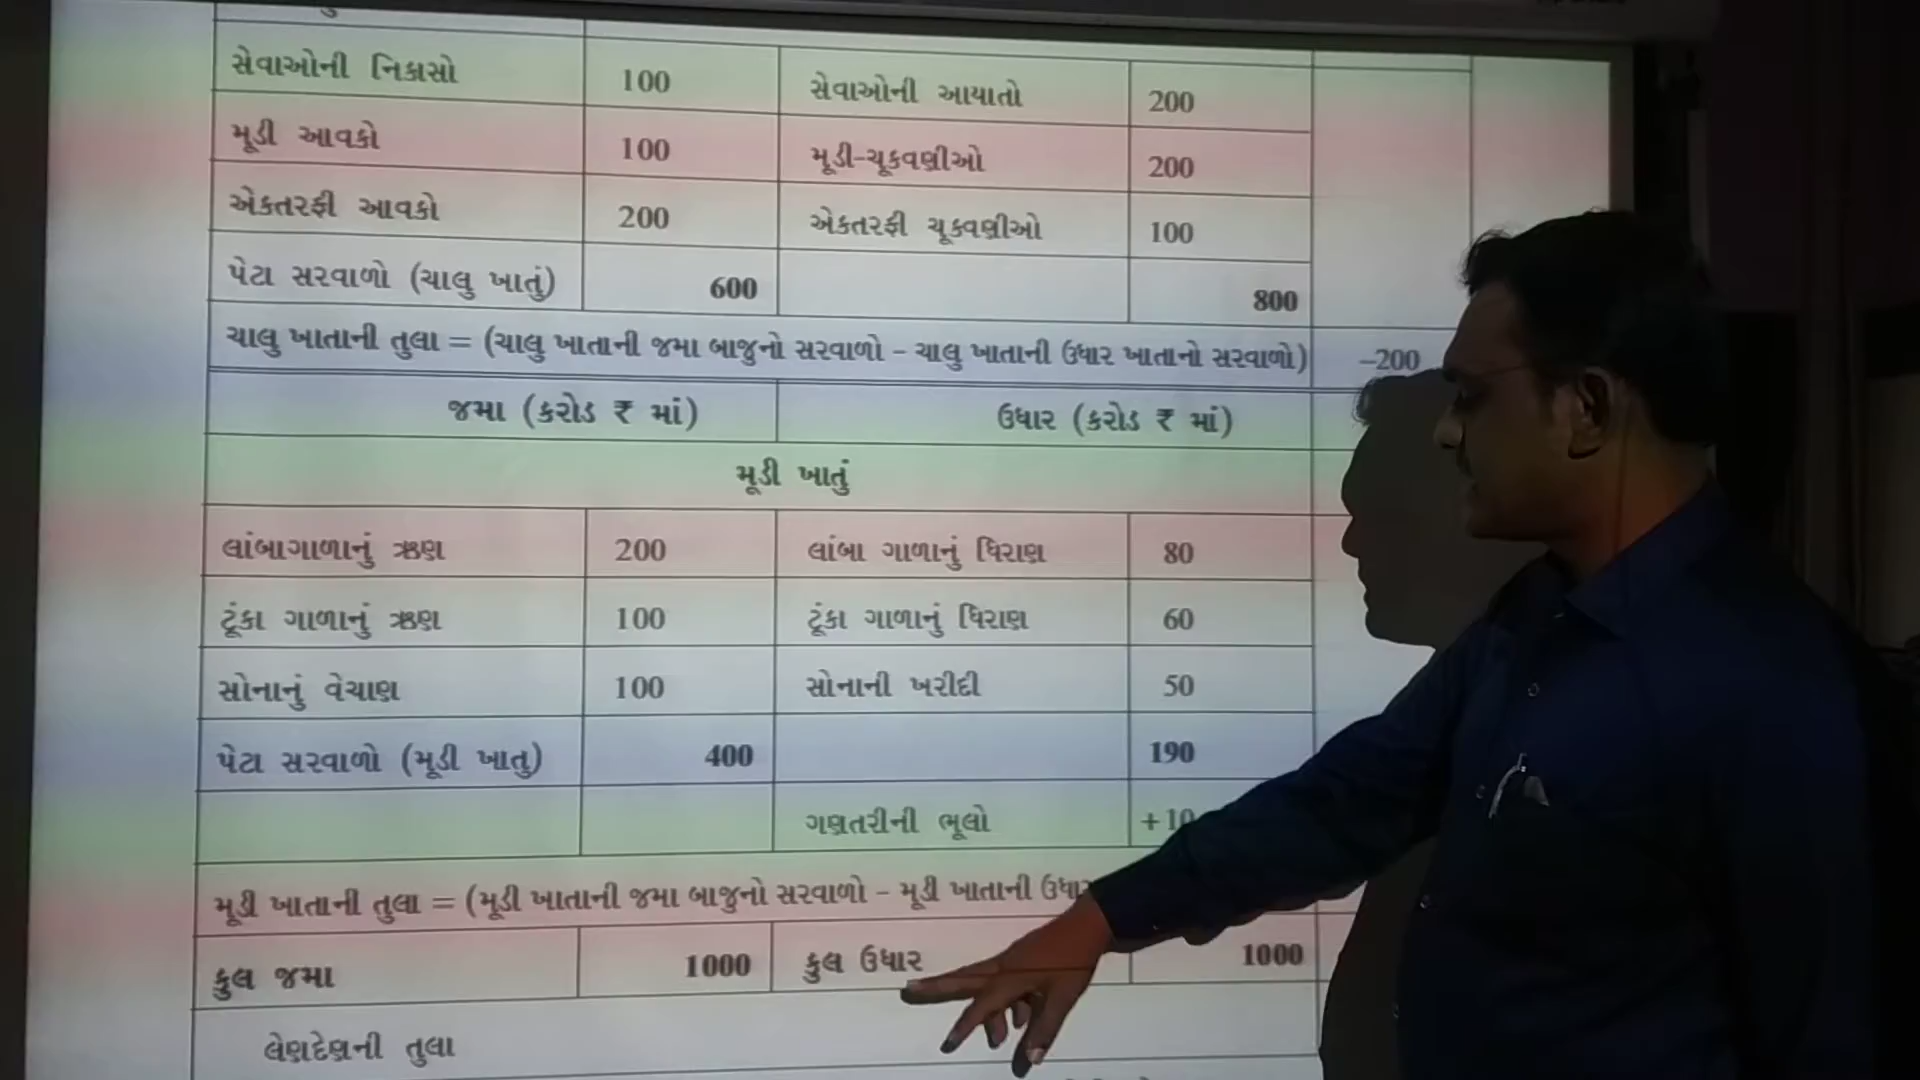 સેવાઓની નિકાસો 100 સેવાઓની આયાતો 200
મૂડી આવકો 100 મૂડી-ચૂકવણીઓ 200
એકતરફી આવકો 200 એકતરફી ચૂકવણીઓ 100
પેટા સરવાળો (ચાલુ ખાતું) 600 800
ચાલુ ખાતાની તુલા = (ચાલુ ખાતાની જમા બાજુનો સરવાળો - ચાલુ ખાતાની ઉધાર ખાતાનો સરવાળો) –200
જમા (કરોડ ₹ માં) ઉધાર (કરોડ ₹ માં)
મૂડી ખાતું
લાંબાગાળાનું ઋણ 200 લાંબા ગાળાનું ધિરાણ 80
ટૂંકા ગાળાનું ઋણ 100 ટૂંકા ગાળાનું ધિરાણ 60
સોનાનું વેચાણ 100 સોનાની ખરીદી 50
પેટા સરવાળો (મૂડી ખાતુ) 400 190
ગણતરીની ભૂલો +10
મૂડી ખાતાની તુલા = (મૂડી ખાતાની જમા બાજુનો સરવાળો - મૂડી ખાતાની ઉધાર
કુલ જમા 1000 કુલ ઉધાર 1000
લેણદેણની તુલા